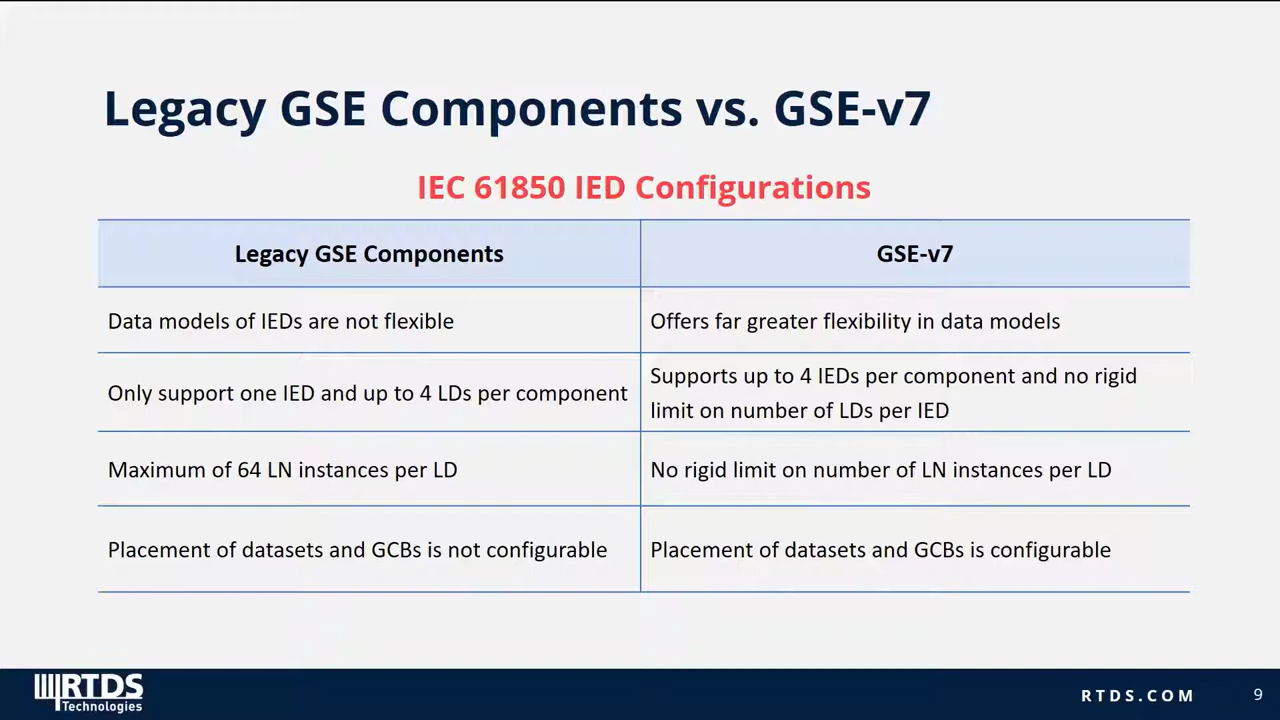 Legacy GSE Components vs. GSE-v7
IEC 61850 IED Configurations
Legacy GSE Components
GSE-v7
Data models of IEDs are not flexible
Offers far greater flexibility in data models
Only support one IED and up to 4 LDs per component
Supports up to 4 IEDs per component and no rigid
limit on number of LDs per IED
Maximum of 64 LN instances per LD
No rigid limit on number of LN instances per LD
Placement of datasets and GCBs is not configurable
Placement of datasets and GCBs is configurable
RTDS
Technologies
RTDS.COM
9